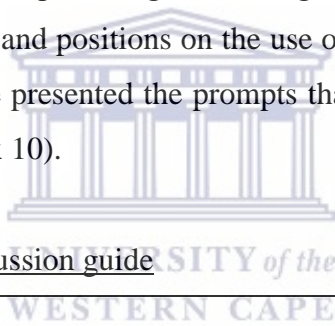 and positions on the use o
presented the prompts tha
10).
ussion guide
UNIVERSITY of the
WESTERN CAPE